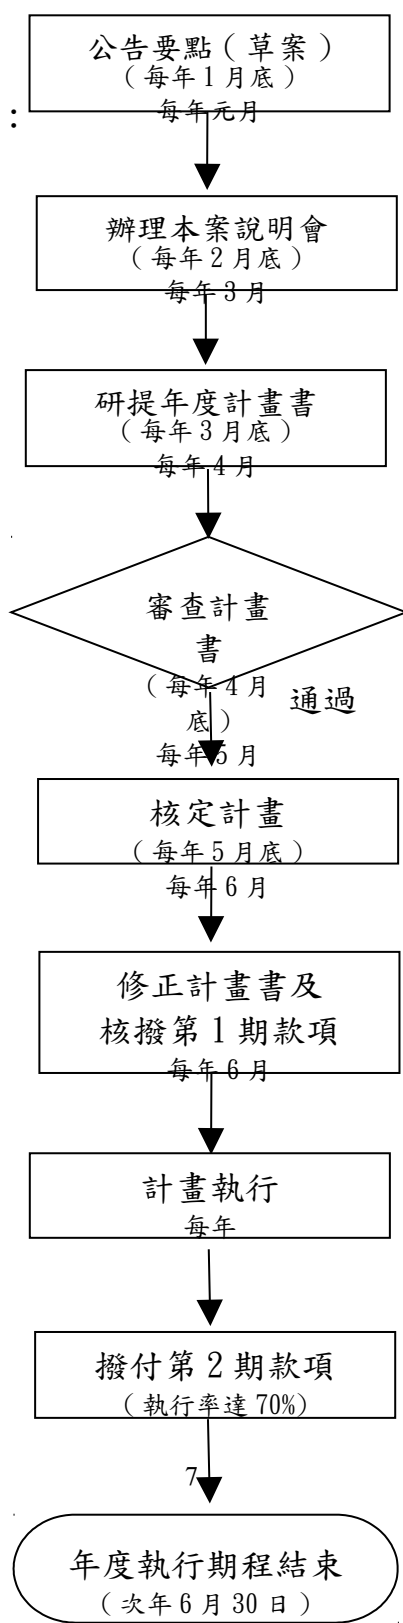 公告要點(草案)
(每年1月底)
:
每年元月
辦理本案說明會
(每年2月底)
每年3月
研提年度計畫書
(每年3月底)
每年4月
審查計畫
書
(每年4月
底)
通過
每年5月
核定計畫
(每年5月底)
每年6月
修正計畫書及
核撥第1期款項
每年6月
計畫執行
每年
撥付第2期款項
(執行率達70%)
7
年度執行期程結束
(次年6月30日)